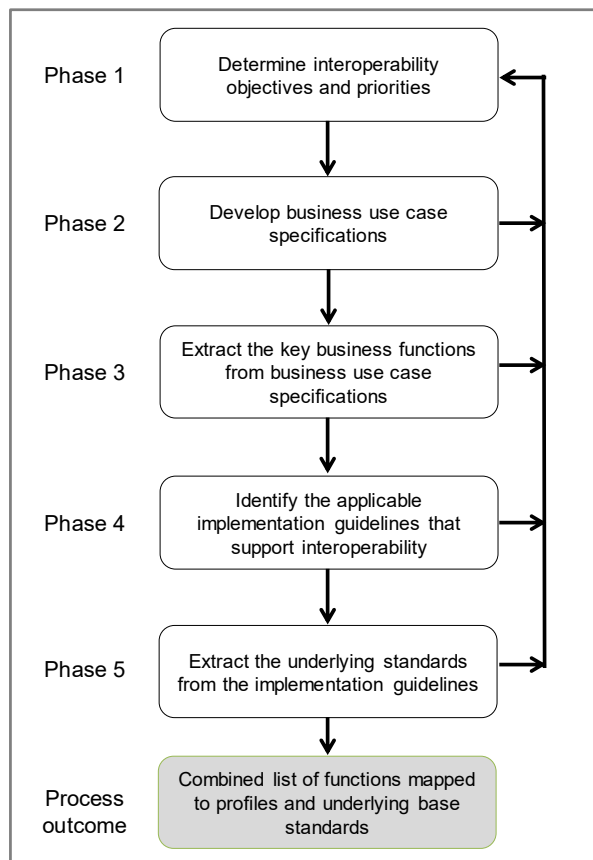 Phase 1
Determine interoperability
objectives and priorities
Phase 2
Develop business use case
specifications
Phase 3
Extract the key business functions
from business use case
specifications
Phase 4
Identify the applicable
implementation guidelines that
support interoperability
Phase 5
Extract the underlying standards
from the implementation guidelines
Process
outcome
Combined list of functions mapped
to profiles and underlying base
standards